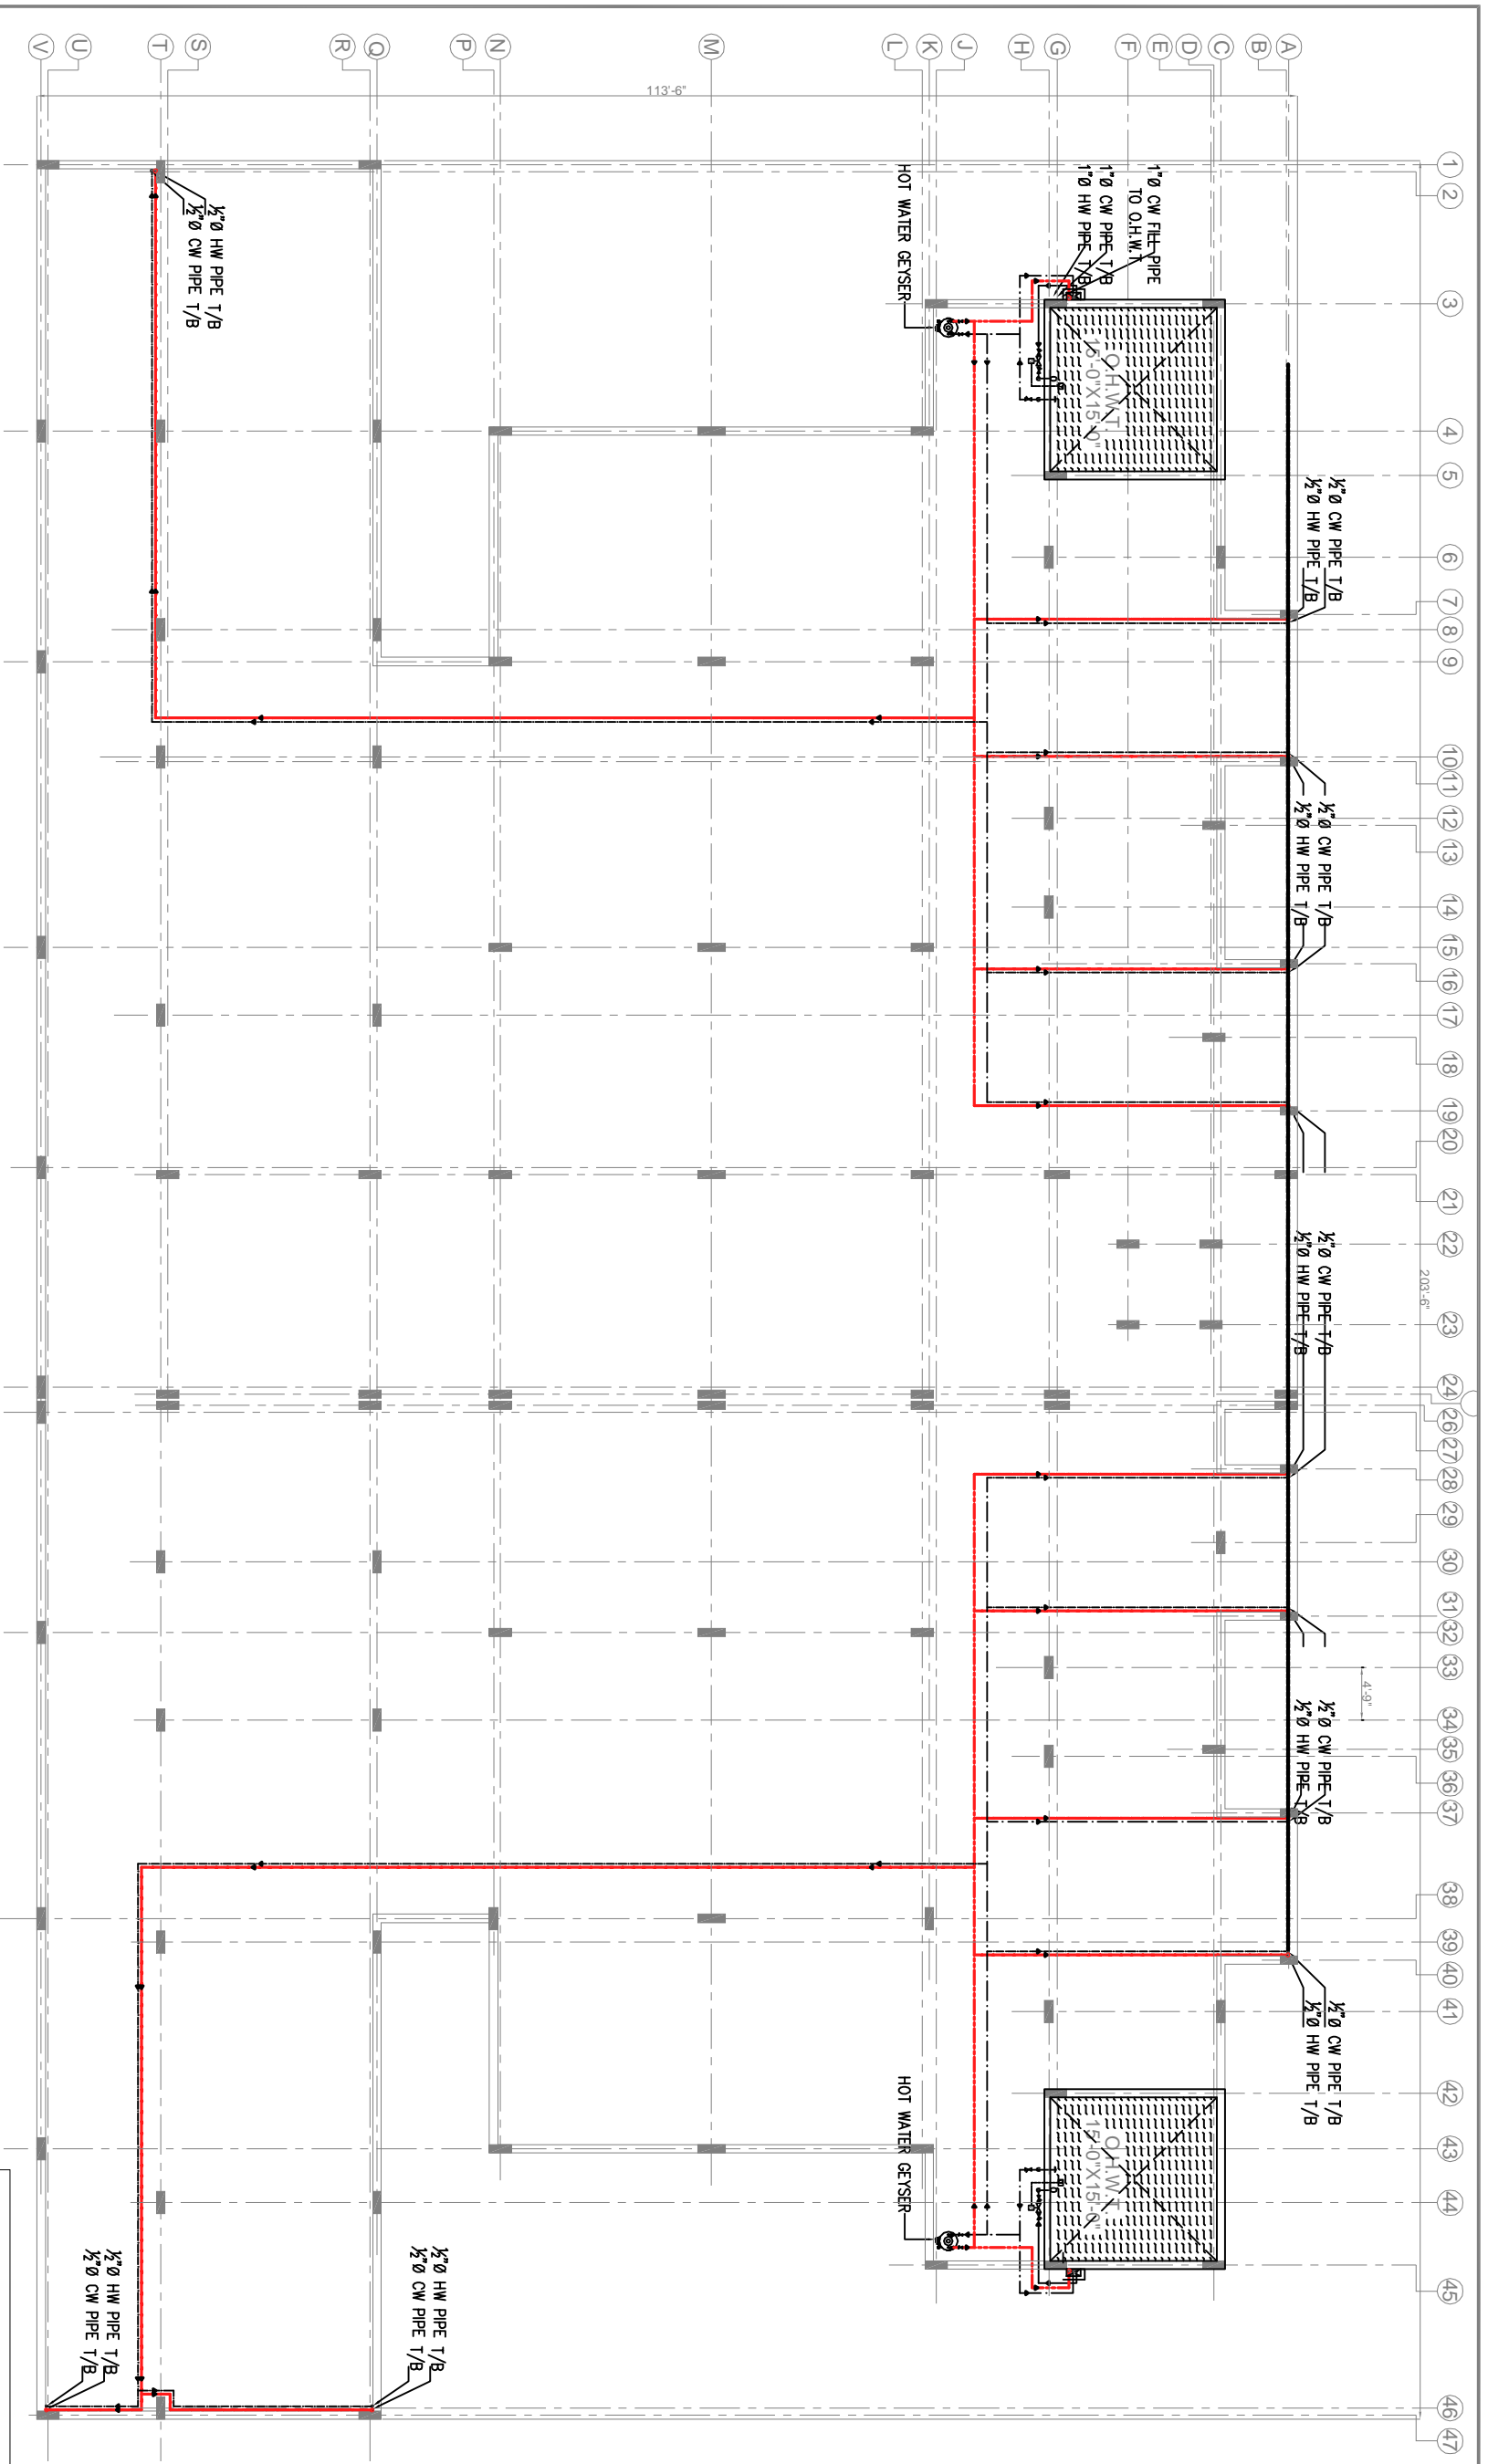 1
2
3
4
5
6
7
8
9
10
11
12
13
14
15
16
17
18
19
20
21
22
23
24
26
27
28
29
30
31
32
33
34
35
36
37
38
39
40
41
42
43
44
45
46
47
203'-6"
4'-9"
½"Ø CW PIPE T/B
½"Ø HW PIPE T/B
½"Ø CW PIPE T/B
½"Ø HW PIPE T/B
½"Ø CW PIPE T/B
½"Ø HW PIPE T/B
½"Ø CW PIPE T/B
½"Ø HW PIPE T/B
½"Ø CW PIPE T/B
½"Ø HW PIPE T/B
A
B
C
D
E
F
G
H
J
K
L
M
N
P
Q
R
S
T
U
V
113'-6"
1"Ø CW FILL PIPE
TO O.H.W.T
1"Ø CW PIPE T/B
1"Ø HW PIPE T/B
O.H.W.T.
15'-0"X15'-0"
O.H.W.T.
15'-0"X15'-0"
HOT WATER GEYSER
HOT WATER GEYSER
½"Ø HW PIPE T/B
½"Ø CW PIPE T/B
½"Ø HW PIPE T/B
½"Ø CW PIPE T/B
½"Ø HW PIPE T/B
½"Ø CW PIPE T/B